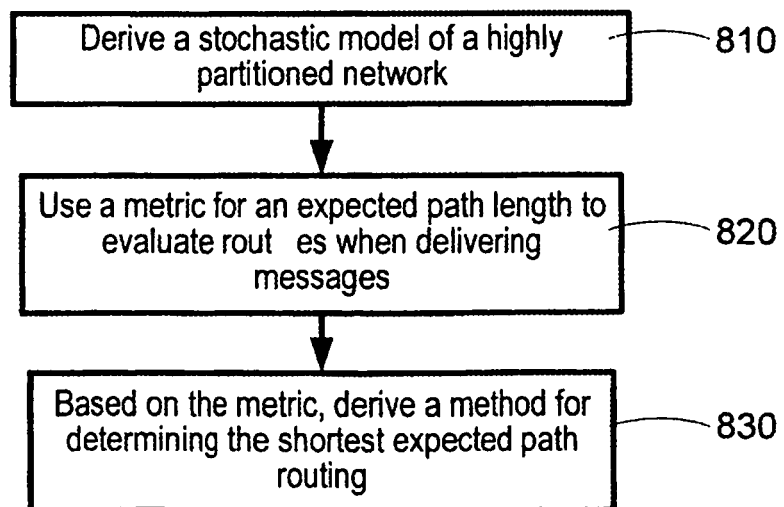 Derive a stochastic model of a highly
partitioned network
810
Use a metric for an expected path length to
evaluate rout es when delivering
messages
820
Based on the metric, derive a method for
determining the shortest expected path
routing
830